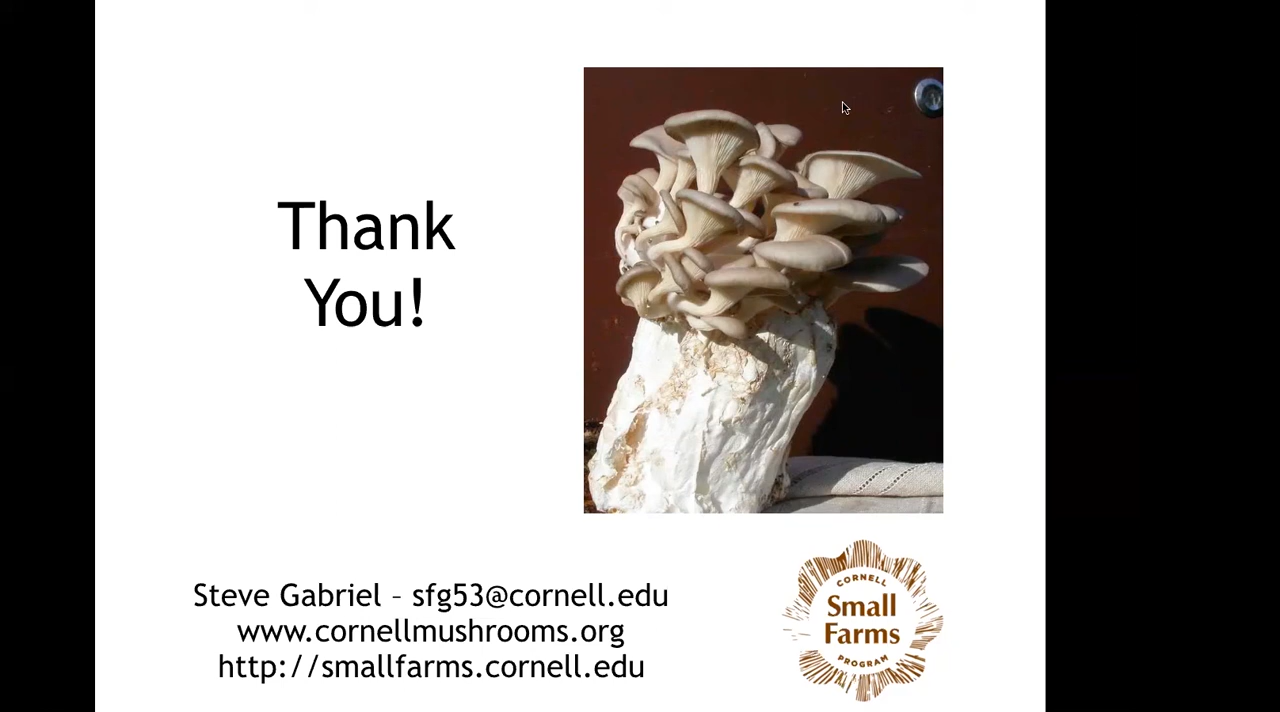 Thank
You!
Steve Gabriel – sfg53@cornell.edu
www.cornellmushrooms.org
http://smallfarms.cornell.edu
CORNELL
Small
Farms
PROGRAM